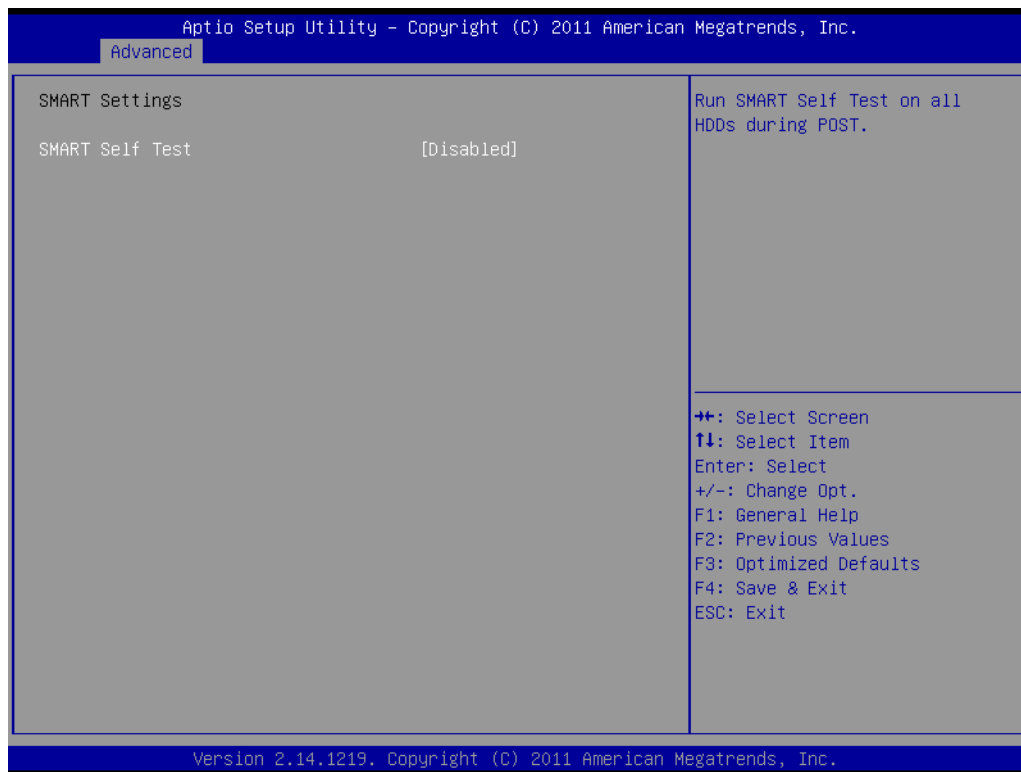 Aptio Setup Utility – Copyright (C) 2011 American Megatrends, Inc.
Advanced
SMART Settings
SMART Self Test [Disabled]
Run SMART Self Test on all
HDDs during POST.
→←: Select Screen
↑↓: Select Item
Enter: Select
+/-: Change Opt.
F1: General Help
F2: Previous Values
F3: Optimized Defaults
F4: Save & Exit
ESC: Exit
Version 2.14.1219. Copyright (C) 2011 American Megatrends, Inc.